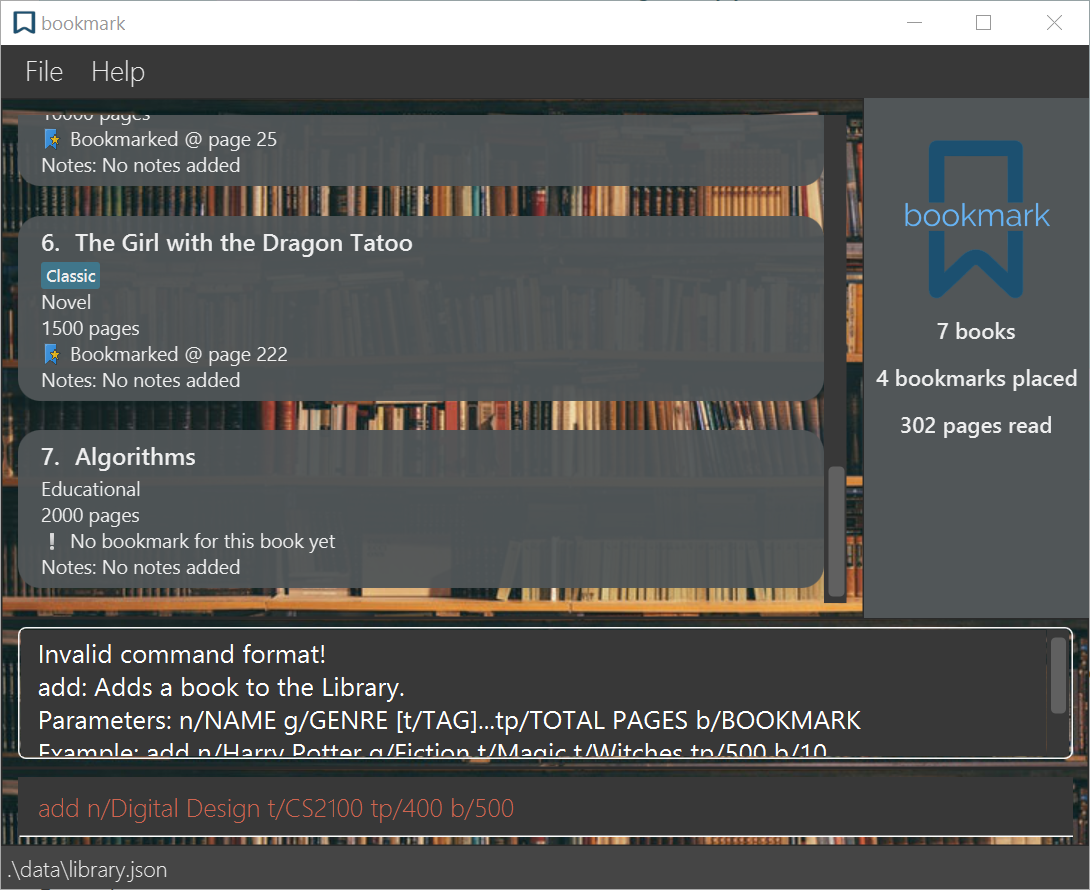 bookmark
File Help
10000 pages
Bookmarked @ page 25
Notes: No notes added
6. The Girl with the Dragon Tatoo
Classic
Novel
1500 pages
Bookmarked @ page 222
Notes: No notes added
7. Algorithms
Educational
2000 pages
No bookmark for this book yet
Notes: No notes added
bookmark
7 books
4 bookmarks placed
302 pages read
Invalid command format!
add: Adds a book to the Library.
Parameters: n/NAME g/GENRE [t/TAG]...tp/TOTAL PAGES b/BOOKMARK
Example: add n/Harry Potter g/Fiction t/Magic t/Witches tp/500 b/10
add n/Digital Design t/CS2100 tp/400 b/500
.\data\library.json